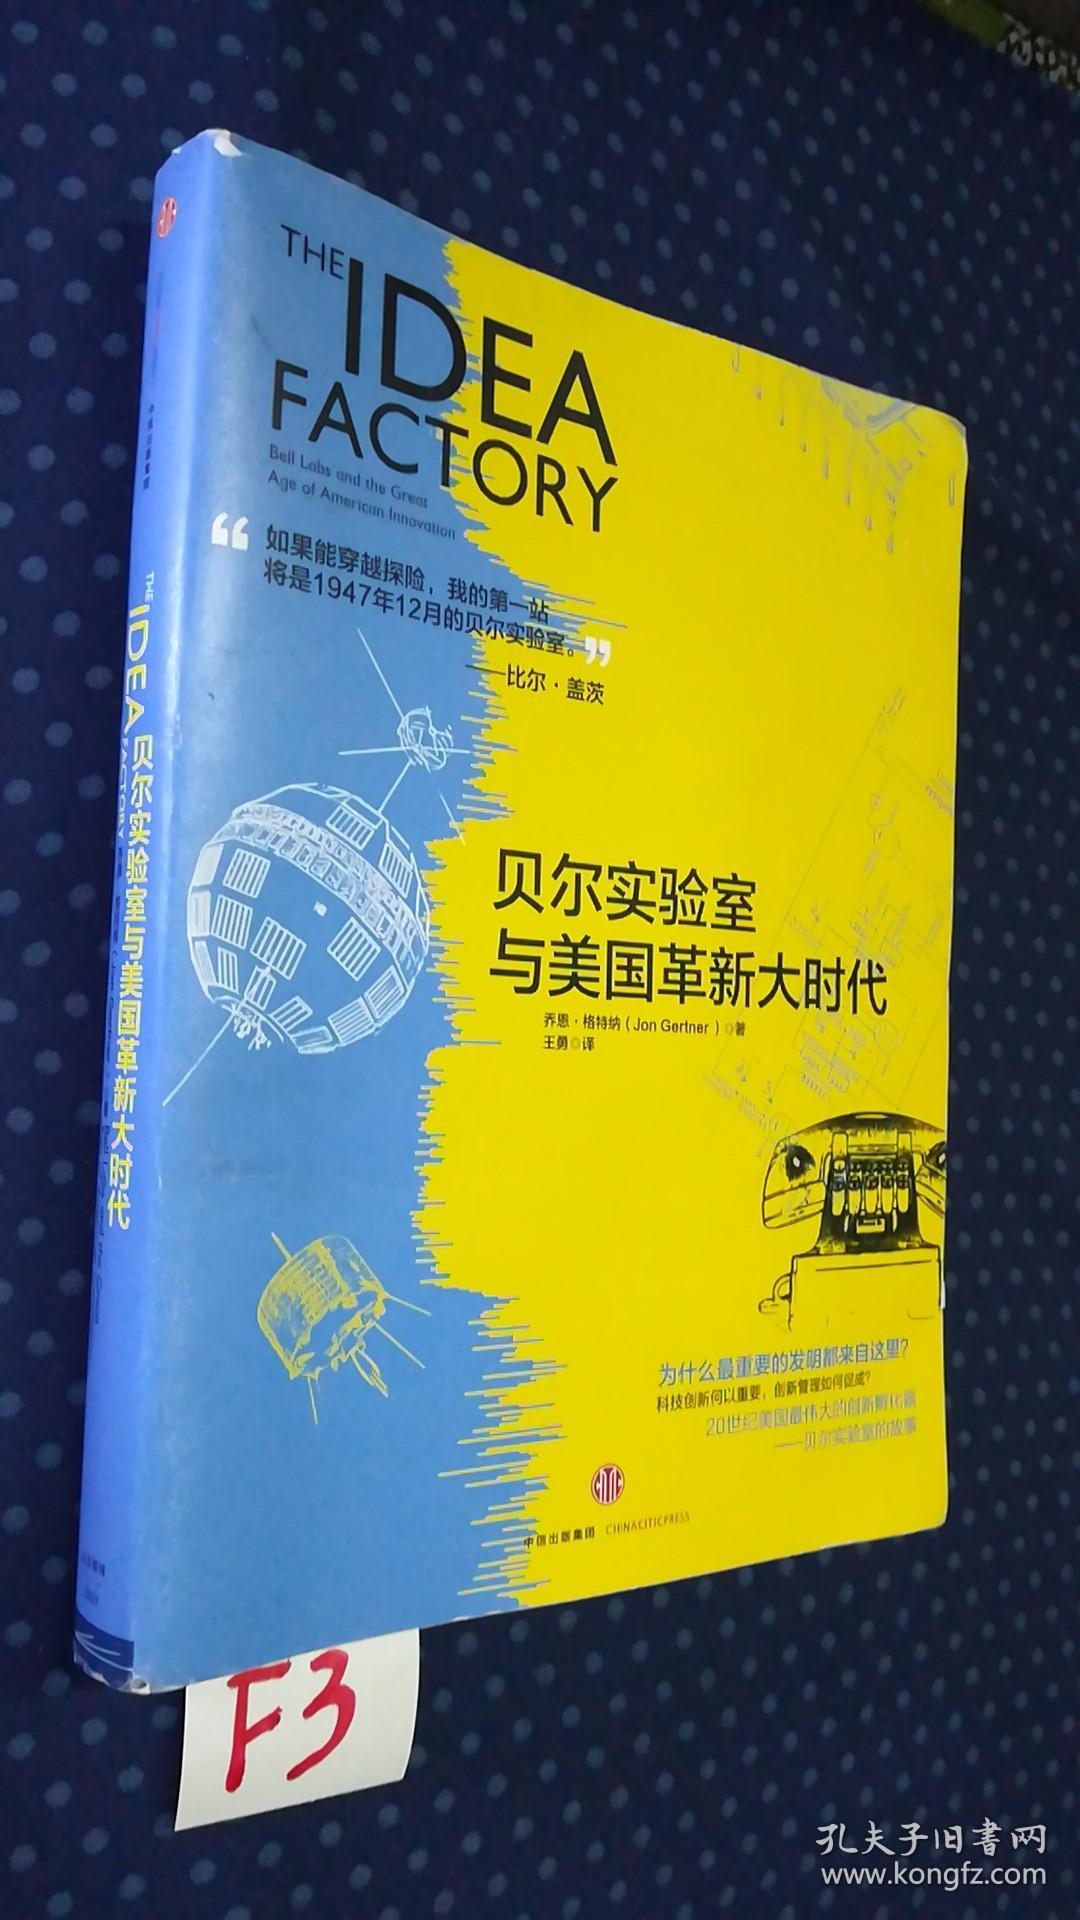 THE
IDEA
FACTORY
Bell Labs and the Great
Age of American Innovation
“如果能穿越探险，我的第一站
将是1947年12月的贝尔实验室。”
——比尔·盖茨
贝尔实验室
与美国革新大时代
乔恩·格特纳（Jon Gertner）◎著
王勇◎译
为什么最重要的发明都来自这里？
科技创新何以重要，创新管理如何促成？
20世纪美国最伟大的创新孵化器
——贝尔实验室的故事
中信出版集团 CHINACITICPRESS
中信出版集团
THE IDEA FACTORY
贝尔实验室与美国革新大时代
F3
孔夫子旧书网
www.kongfz.com